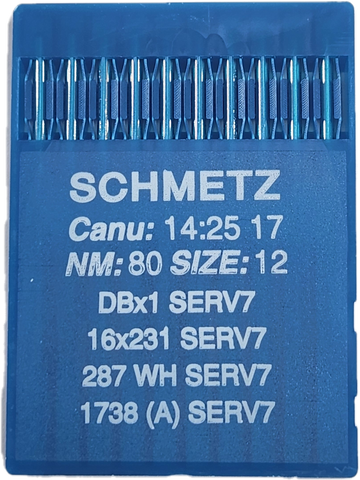 SCHMETZ
Canu: 14:25 17
NM: 80 SIZE: 12
DBx1 SERV7
16x231 SERV7
287 WH SERV7
1738 (A) SERV7